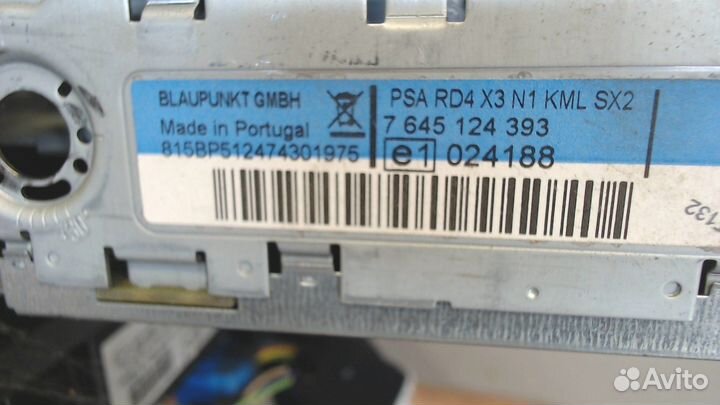 BLAUPUNKT GMBH
Made in Portugal
815BP512474301975
PSA RD4 X3 N1 KML SX2
7 645 124 393
e1 024188
Avito